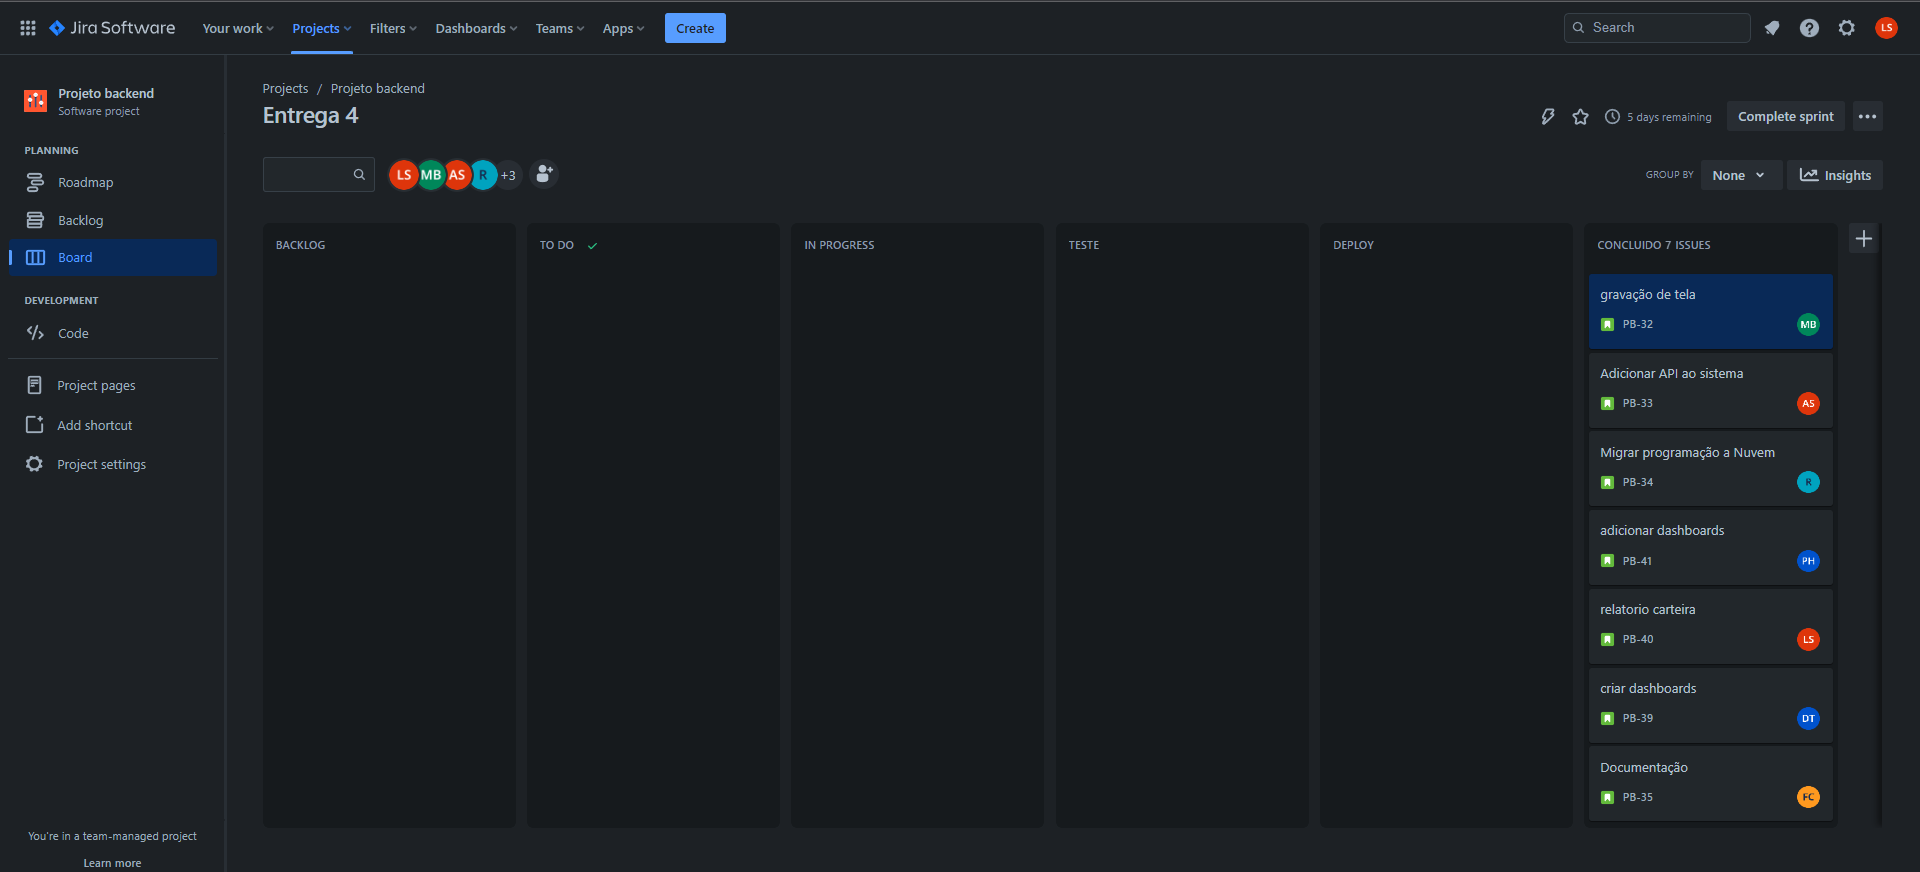 Jira Software
Your work
Projects
Filters
Dashboards
Teams
Apps
Create
Search
LS
Projeto backend
Software project
PLANNING
Roadmap
Backlog
Board
DEVELOPMENT
Code
Project pages
Add shortcut
Project settings
You're in a team-managed project
Learn more
Projects / Projeto backend
Entrega 4
5 days remaining
Complete sprint
LS MB AS R +3
GROUP BY
None
Insights
BACKLOG
TO DO
IN PROGRESS
TESTE
DEPLOY
CONCLUIDO 7 ISSUES
gravação de tela
PB-32
MB
Adicionar API ao sistema
PB-33
AS
Migrar programação a Nuvem
PB-34
R
adicionar dashboards
PB-41
PH
relatorio carteira
PB-40
LS
criar dashboards
PB-39
DT
Documentação
PB-35
FC